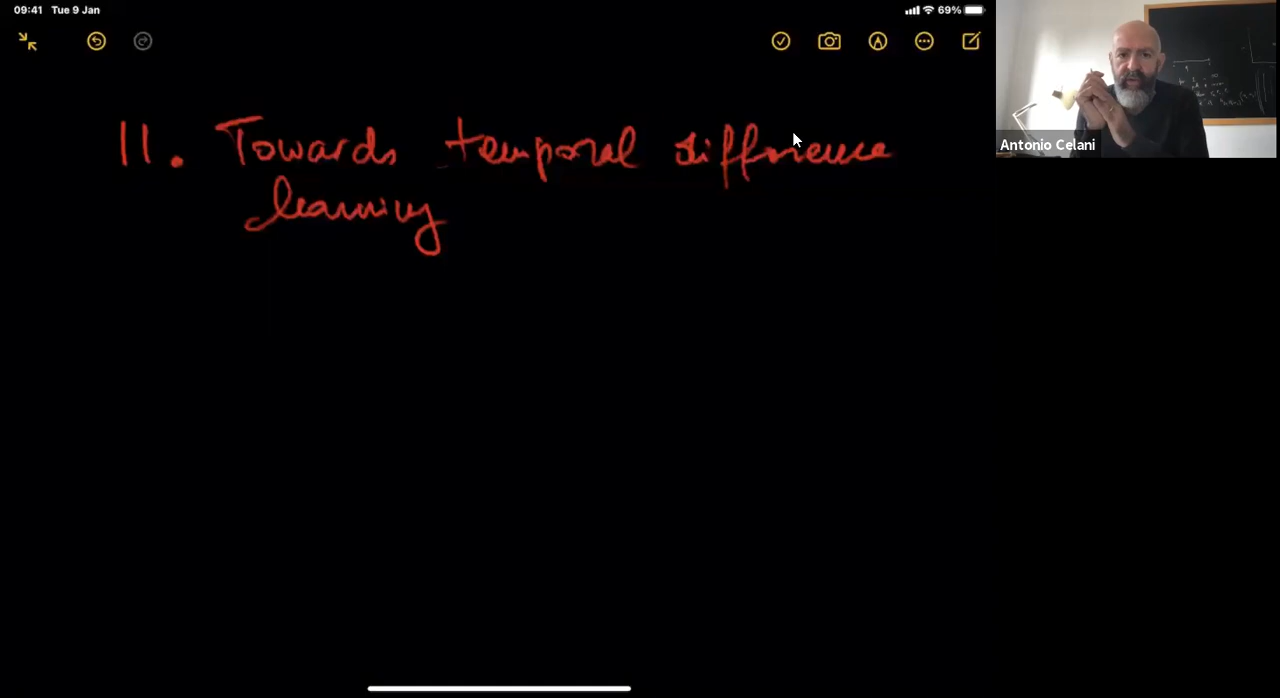 09:41 Tue 9 Jan
69%
11. Towards temporal difference
learning
Antonio Celani